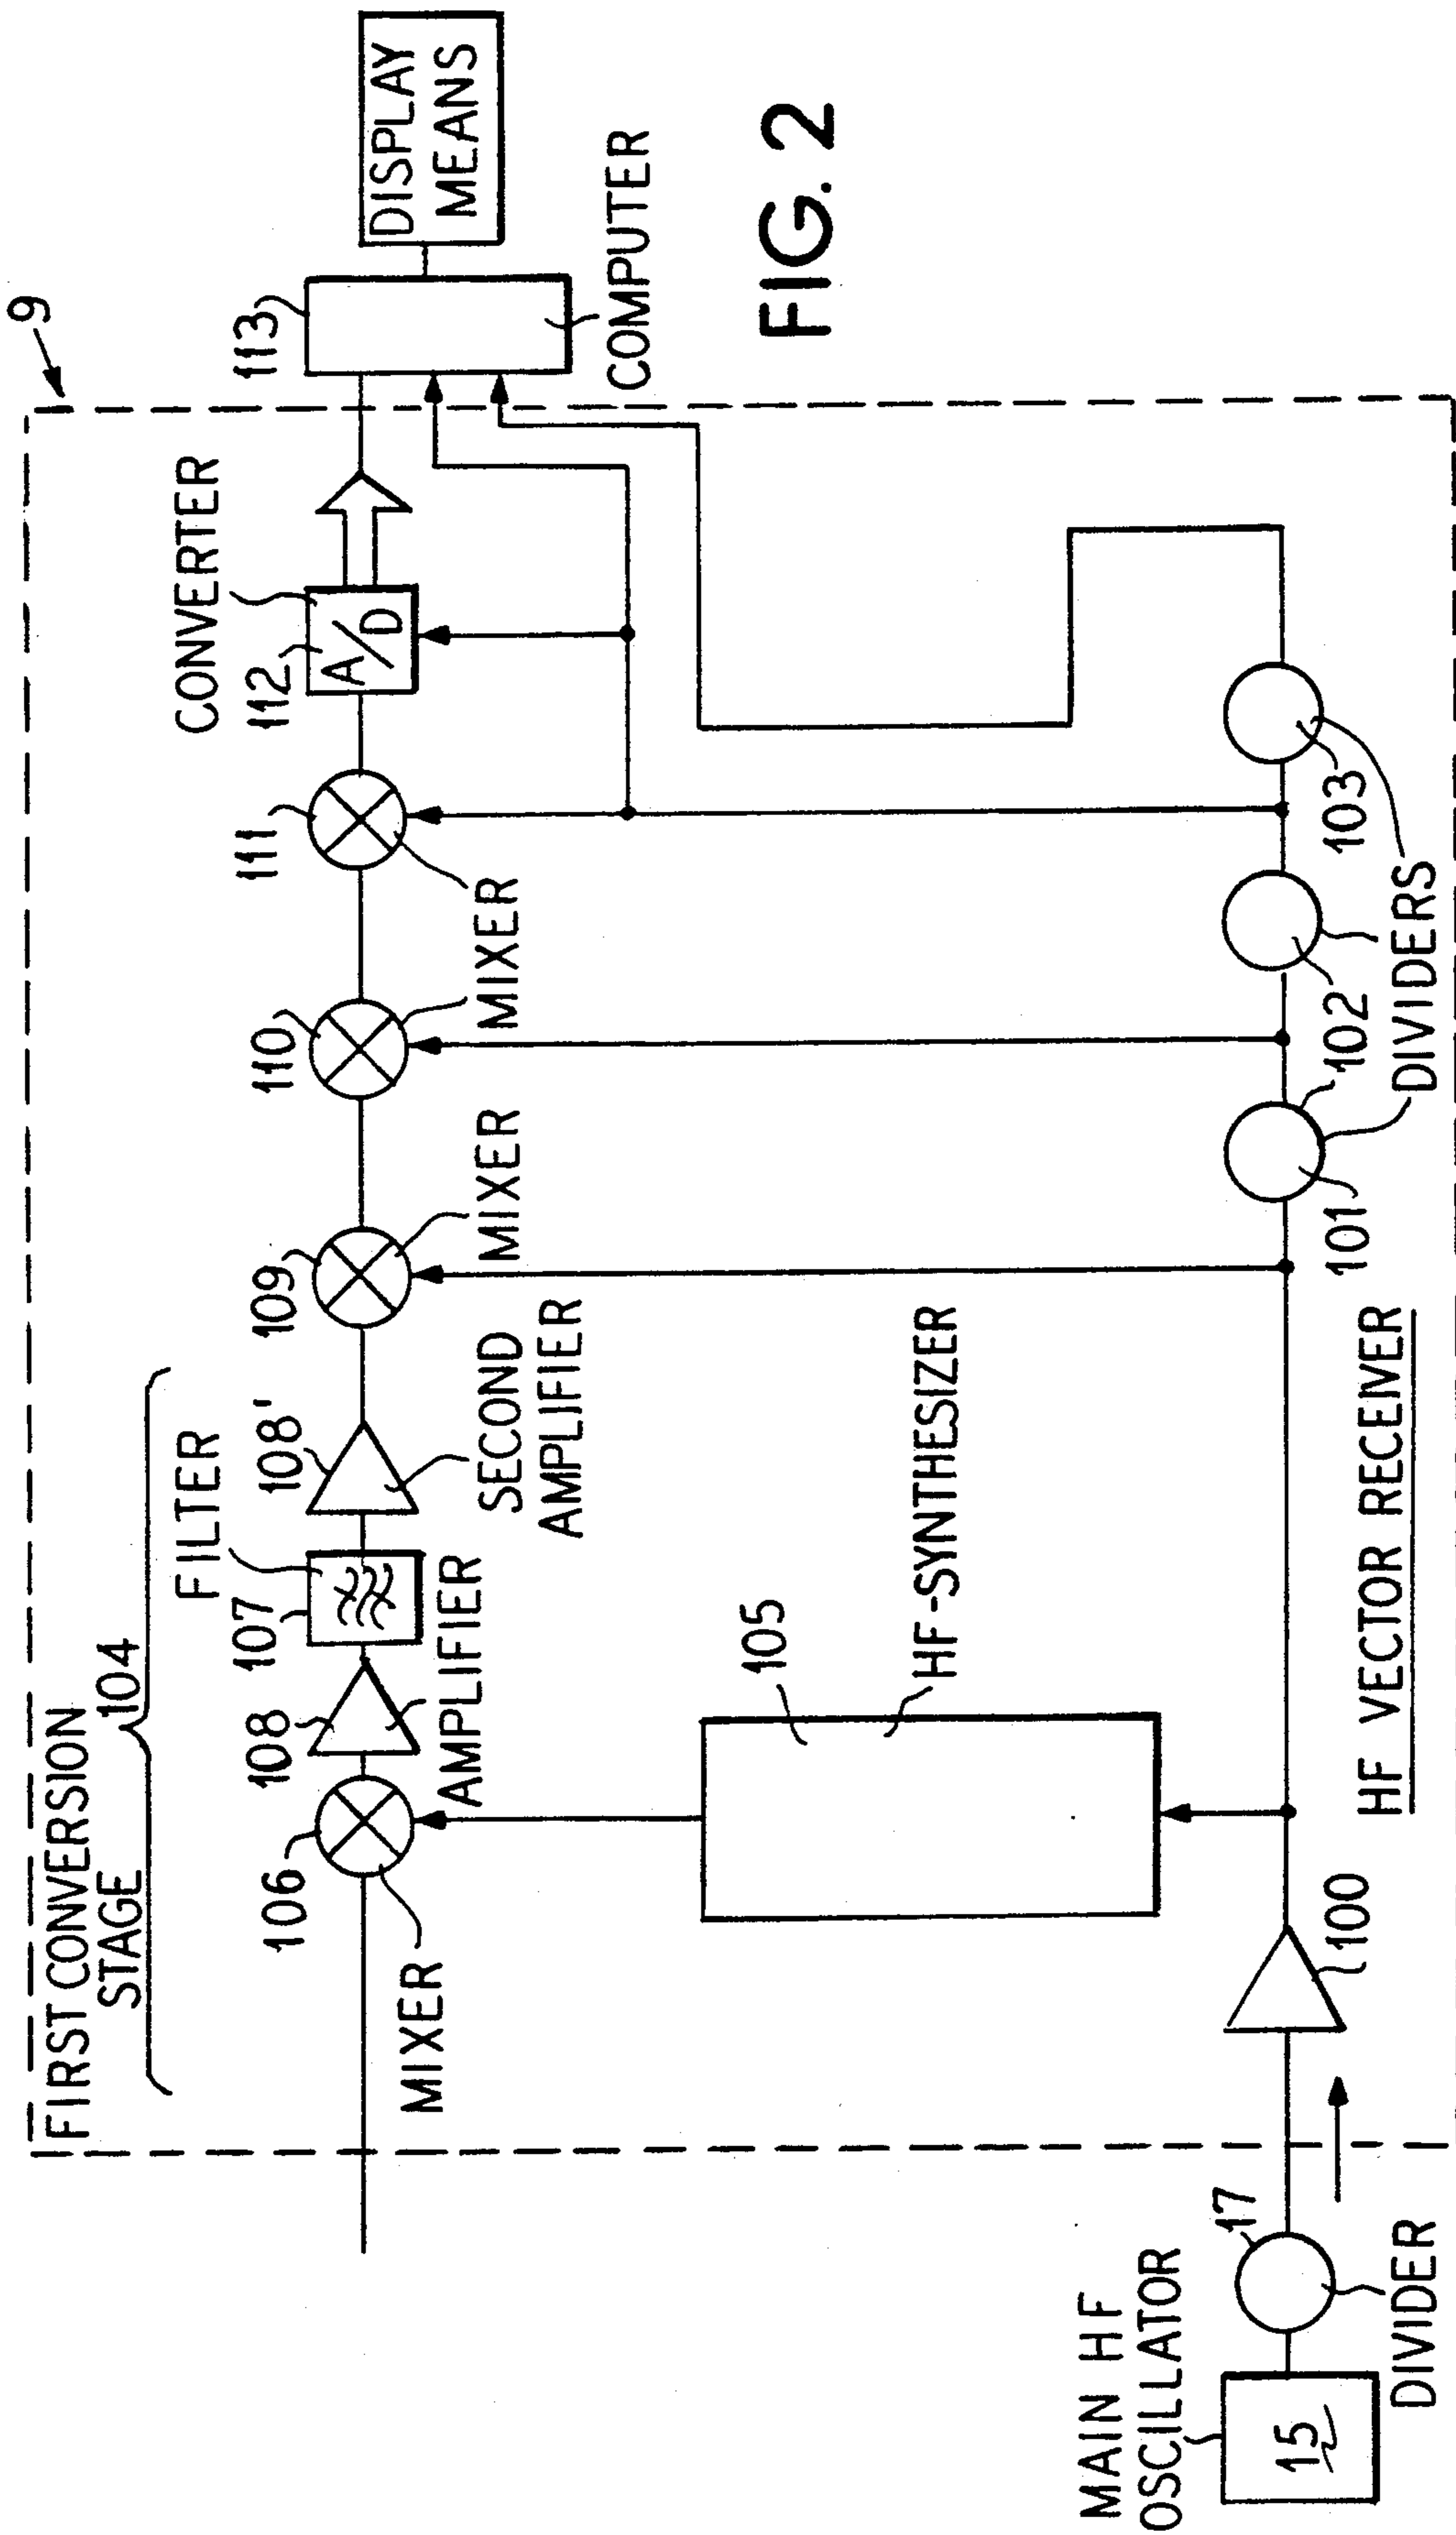 9
FIRST CONVERSION
STAGE 104
FILTER
CONVERTER
106
108
107
108'
109
110
111
112
113
A/D
DISPLAY
MEANS
MIXER
AMPLIFIER
SECOND
AMPLIFIER
MIXER
MIXER
COMPUTER
105
HF-SYNTHESIZER
FIG. 2
MAIN HF
OSCILLATOR
15
17
DIVIDER
100
HF VECTOR RECEIVER
101
102
103
DIVIDERS